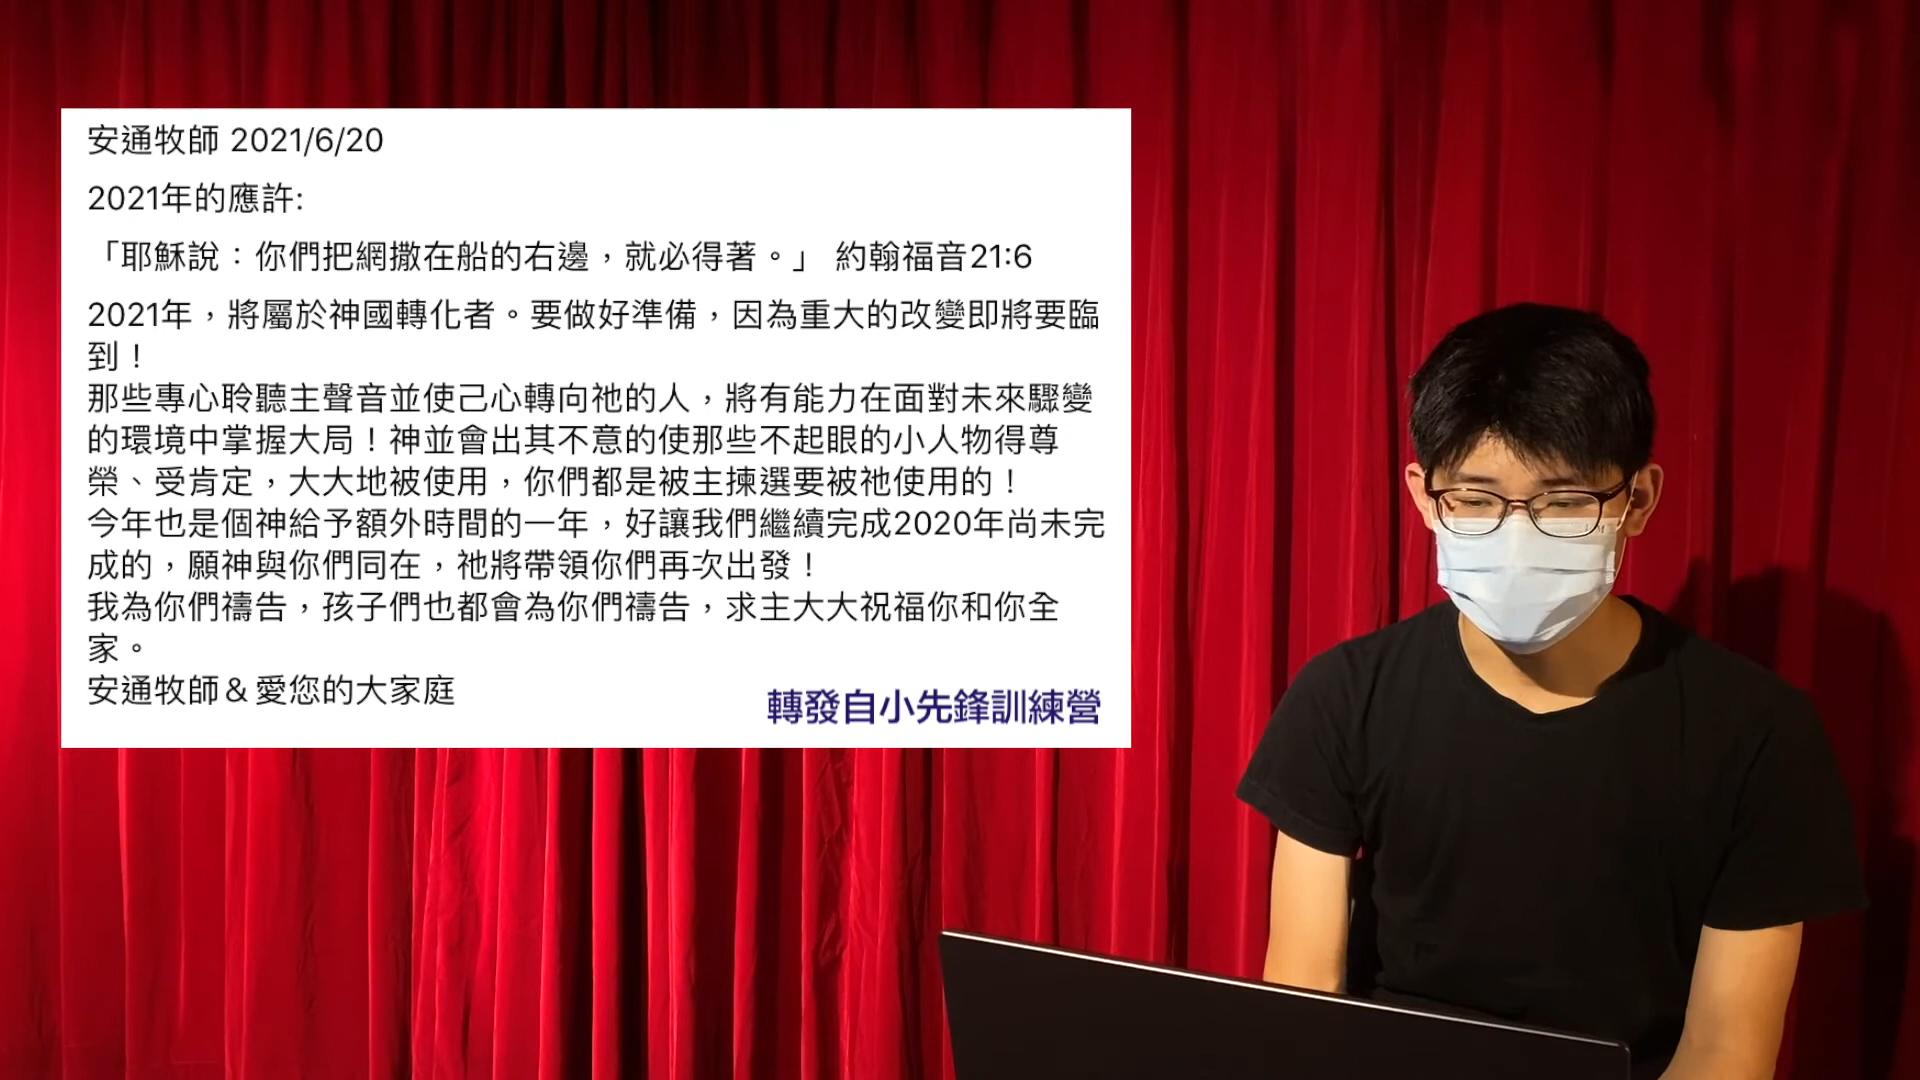 安通牧師 2021/6/20
2021年的應許:
「耶穌說：你們把網撒在船的右邊，就必得著。」 約翰福音21:6
2021年，將屬於神國轉化者。要做好準備，因為重大的改變即將要臨
到！
那些專心聆聽主聲音並使己心轉向祂的人，將有能力在面對未來驟變
的環境中掌握大局！神並會出其不意的使那些不起眼的小人物得尊
榮、受肯定，大大地被使用，你們都是被主揀選要被祂使用的！
今年也是個神給予額外時間的一年，好讓我們繼續完成2020年尚未完
成的，願神與你們同在，祂將帶領你們再次出發！
我為你們禱告，孩子們也都會為你們禱告，求主大大祝福你和你全
家。
安通牧師＆愛您的大家庭
轉發自小先鋒訓練營